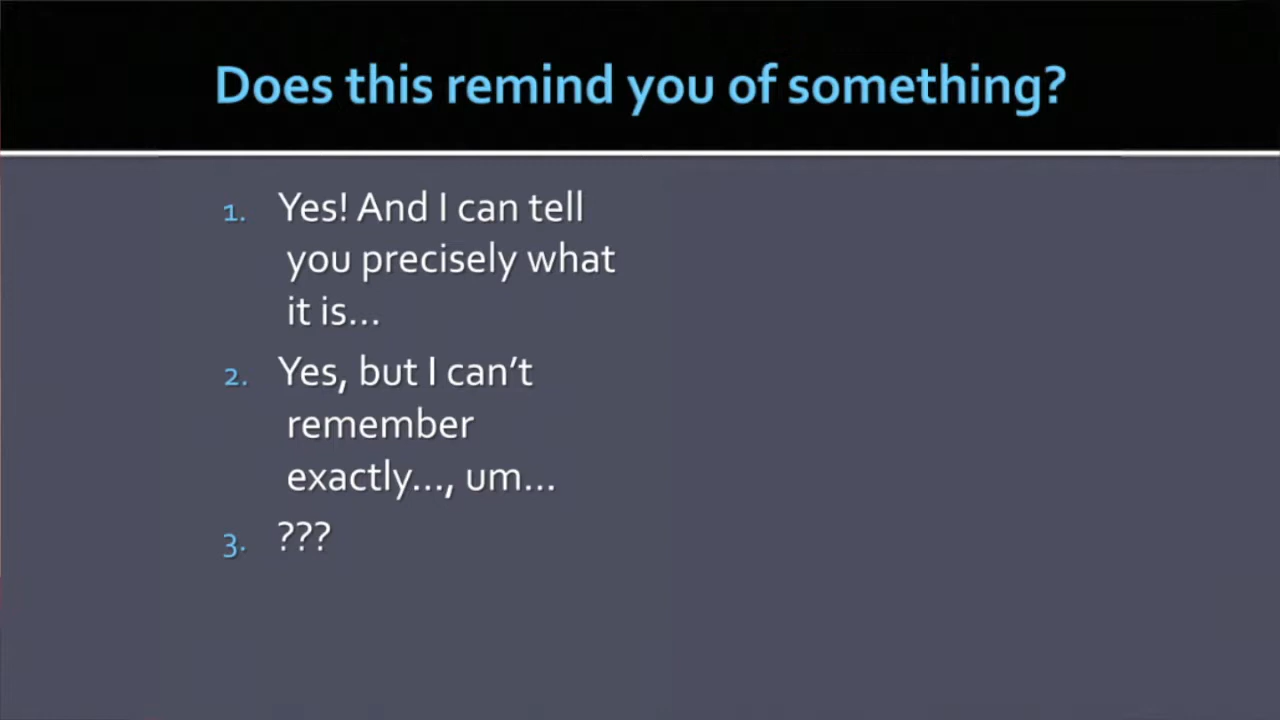 Does this remind you of something?
1. Yes! And I can tell
you precisely what
it is...
2. Yes, but I can’t
remember
exactly..., um...
3. ???